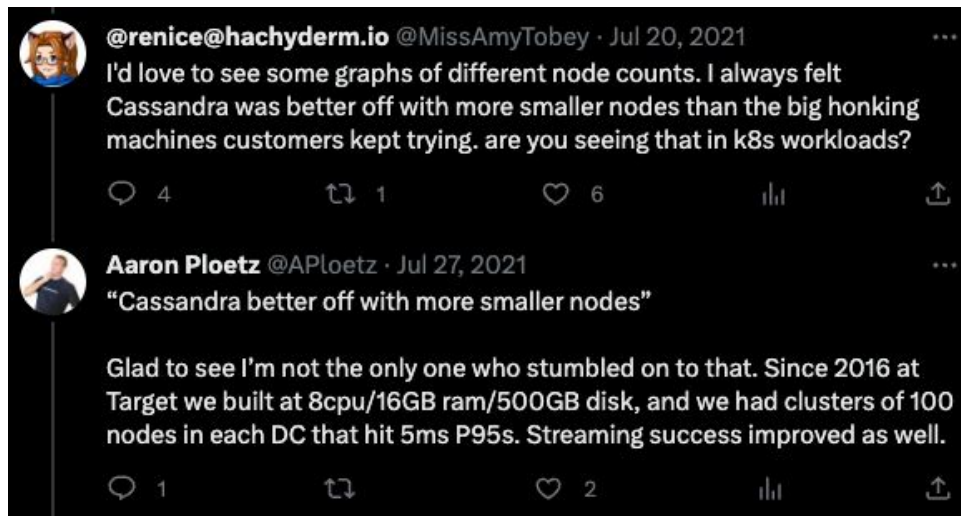 @renice@hachyderm.io @MissAmyTobey · Jul 20, 2021
I'd love to see some graphs of different node counts. I always felt
Cassandra was better off with more smaller nodes than the big honking
machines customers kept trying. are you seeing that in k8s workloads?
4 1 6
Aaron Ploetz @APloetz · Jul 27, 2021
“Cassandra better off with more smaller nodes”
Glad to see I’m not the only one who stumbled on to that. Since 2016 at
Target we built at 8cpu/16GB ram/500GB disk, and we had clusters of 100
nodes in each DC that hit 5ms P95s. Streaming success improved as well.
1 2